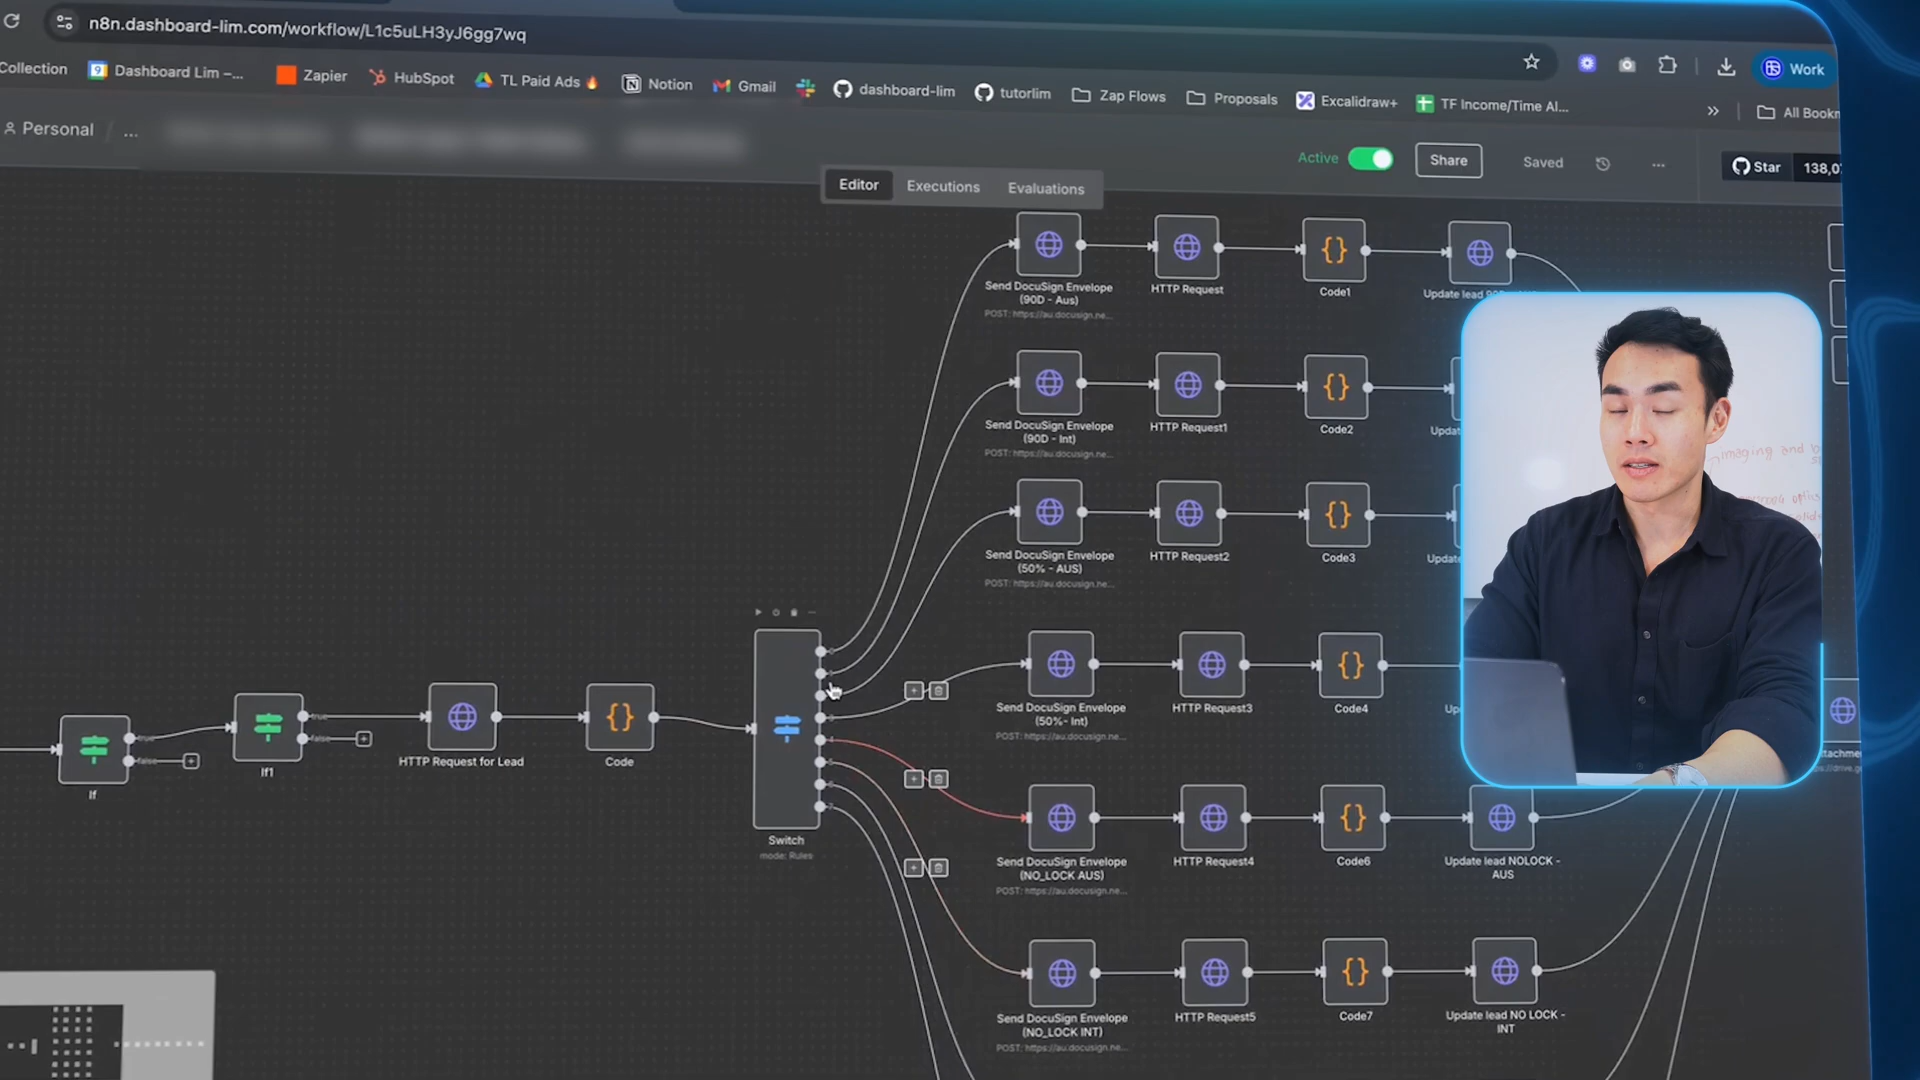 n8n.dashboard-lim.com/workflow/L1c5uLH3yJ6gg7wq
Work
Collection
Dashboard Lim –...
Zapier
HubSpot
TL Paid Ads 🔥
Notion
Gmail
dashboard-lim
tutorlim
Zap Flows
Proposals
Excalidraw+
TF Income/Time Al...
»
All Bookm
Personal
...
Active
Share
Saved
...
Star
138,0
Editor
Executions
Evaluations
Send DocuSign Envelope
(90D - Aus)
POST: https://au.docusign.ne...
HTTP Request
Code1
Update lead
Send DocuSign Envelope
(90D - Int)
POST: https://au.docusign.ne...
HTTP Request1
Code2
Updat
Send DocuSign Envelope
(50% - AUS)
POST: https://au.docusign.ne...
HTTP Request2
Code3
Updat
imaging and
Send DocuSign Envelope
(50%- Int)
POST: https://au.docusign.ne...
HTTP Request3
Code4
Up
true
false
If
true
false
If1
HTTP Request for Lead
Code
Switch
mode: Rules
Send DocuSign Envelope
(NO_LOCK AUS)
POST: https://au.docusign.ne...
HTTP Request4
Code6
Update lead NOLOCK -
AUS
Send DocuSign Envelope
(NO_LOCK INT)
POST: https://au.docusign.ne...
HTTP Request5
Code7
Update lead NO LOCK -
INT
ttachment